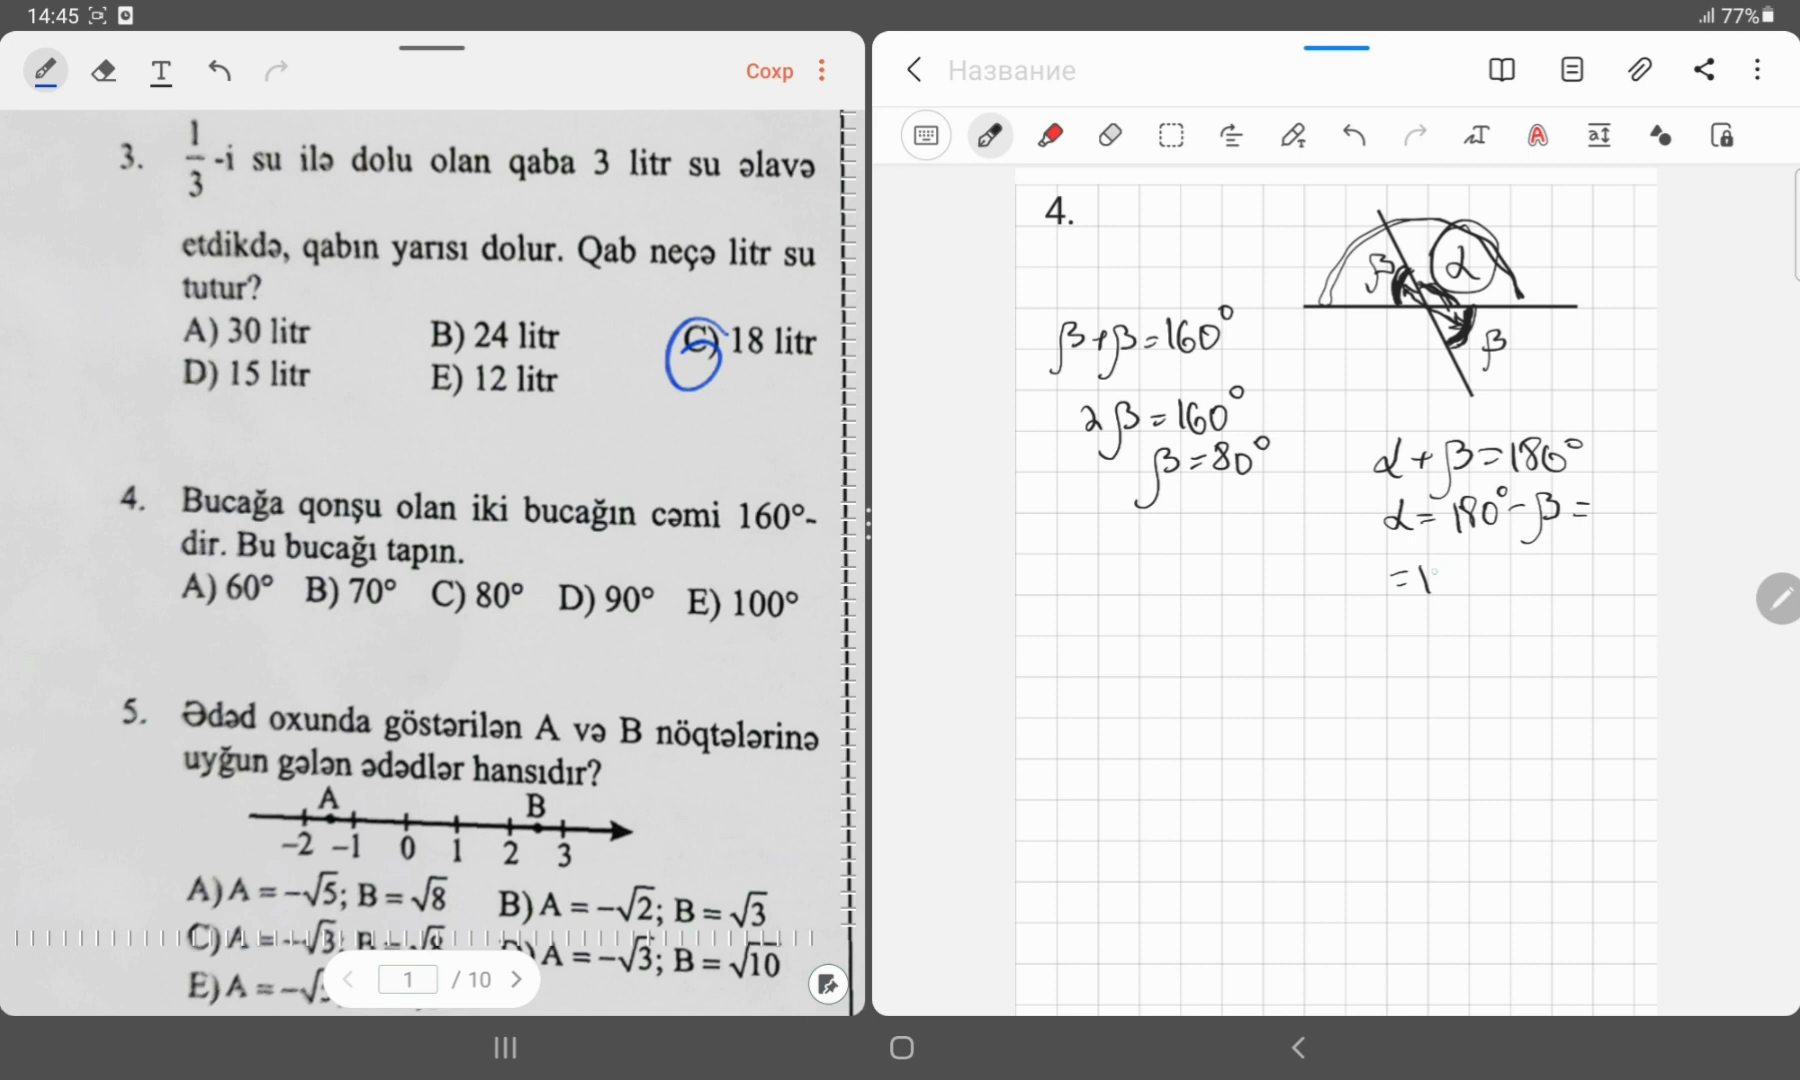 14:45
77%
Сохр
Название
3. 1/3 -i su ilə dolu olan qaba 3 litr su əlavə
etdikdə, qabın yarısı dolur. Qab neçə litr su
tutur?
A) 30 litr B) 24 litr C) 18 litr
D) 15 litr E) 12 litr
4. Bucağa qonşu olan iki bucağın cəmi 160°-
dir. Bu bucağı tapın.
A) 60° B) 70° C) 80° D) 90° E) 100°
5. Ədəd oxunda göstərilən A və B nöqtələrinə
uyğun gələn ədədlər hansıdır?
A B
-2 -1 0 1 2 3
A) A = -√5; B = √8 B) A = -√2; B = √3
C) A = -√3; B = √8 D) A = -√3; B = √10
E) A = -√
1 / 10
4.
β α
β
β+β=160°
2β=160°
β=80°
α+β=180°
α=180°-β=
=1